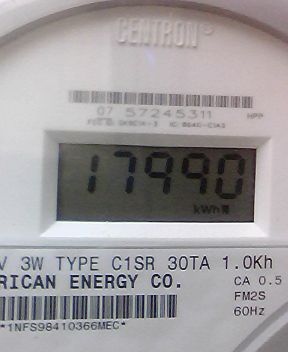 CENTRON®
07 57245311 HPP
17990
kWh
V 3W TYPE C1SR 30TA 1.0Kh
RICAN ENERGY CO. CA 0.5
FM2S
*1NFS98410366MEC* 60Hz